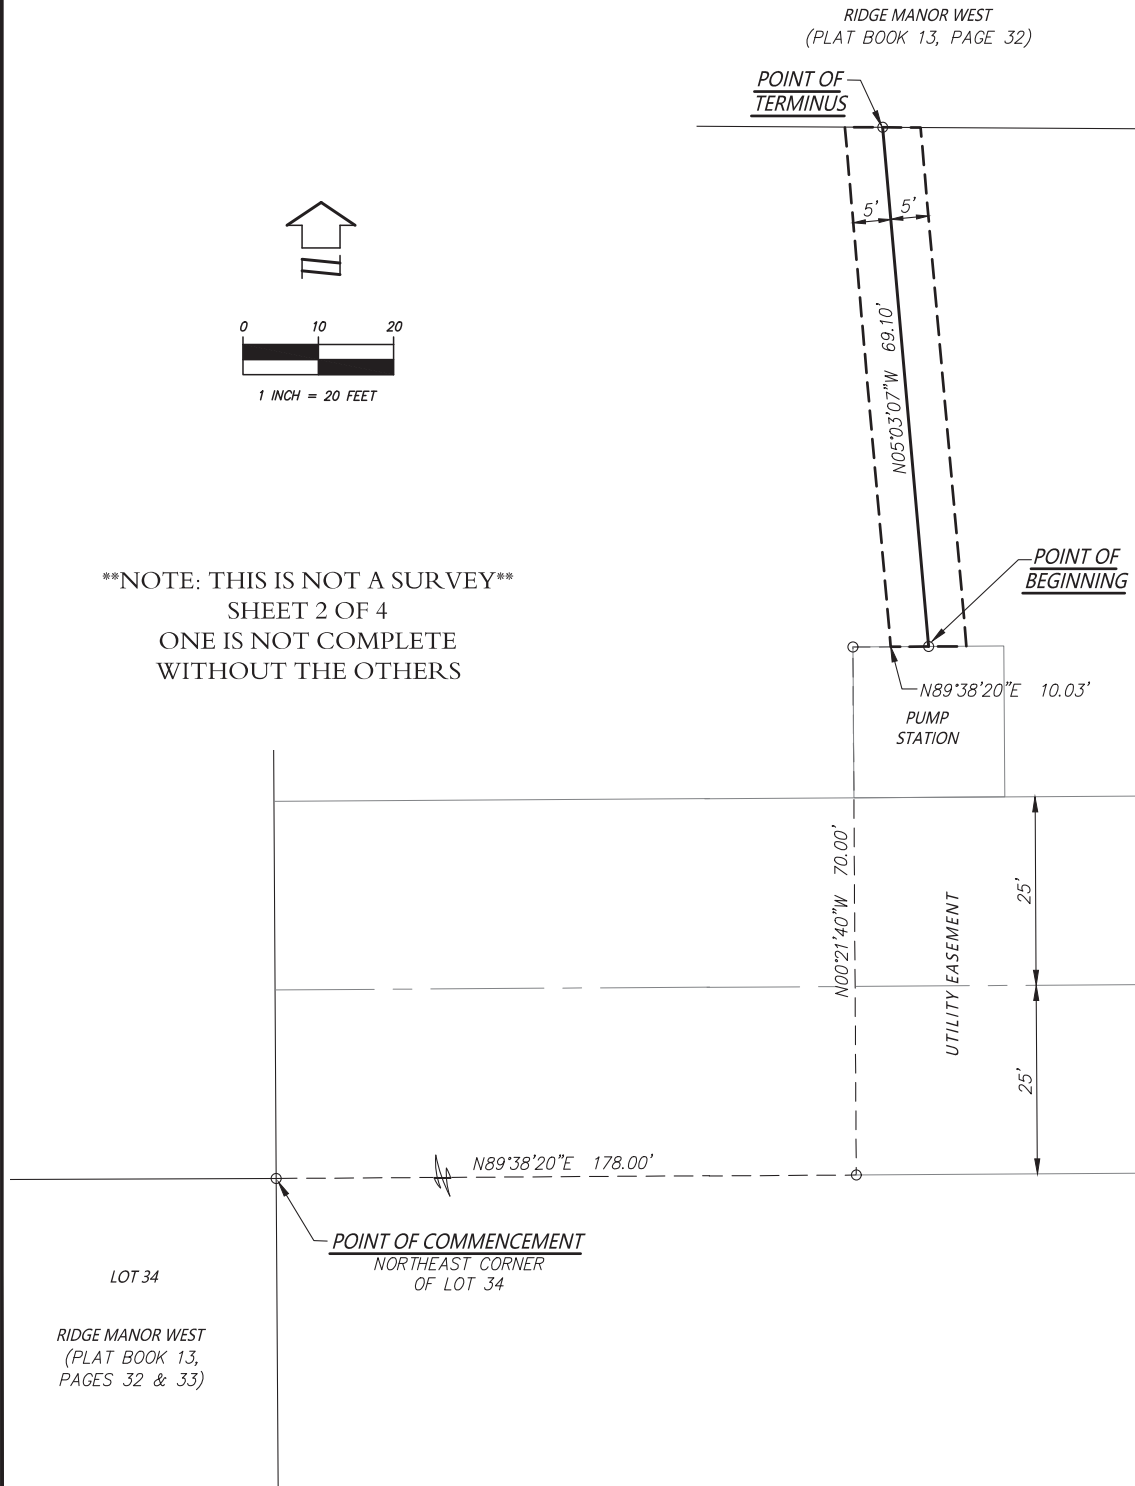 RIDGE MANOR WEST
(PLAT BOOK 13, PAGE 32)
POINT OF
TERMINUS
5' 5'
0 10 20
1 INCH = 20 FEET
N05°03'07"W 69.10'
**NOTE: THIS IS NOT A SURVEY**
SHEET 2 OF 4
ONE IS NOT COMPLETE
WITHOUT THE OTHERS
POINT OF
BEGINNING
N89°38'20"E 10.03'
PUMP
STATION
N00°21'40"W 70.00'
UTILITY EASEMENT
25'
25'
N89°38'20"E 178.00'
POINT OF COMMENCEMENT
NORTHEAST CORNER
OF LOT 34
LOT 34
RIDGE MANOR WEST
(PLAT BOOK 13,
PAGES 32 & 33)